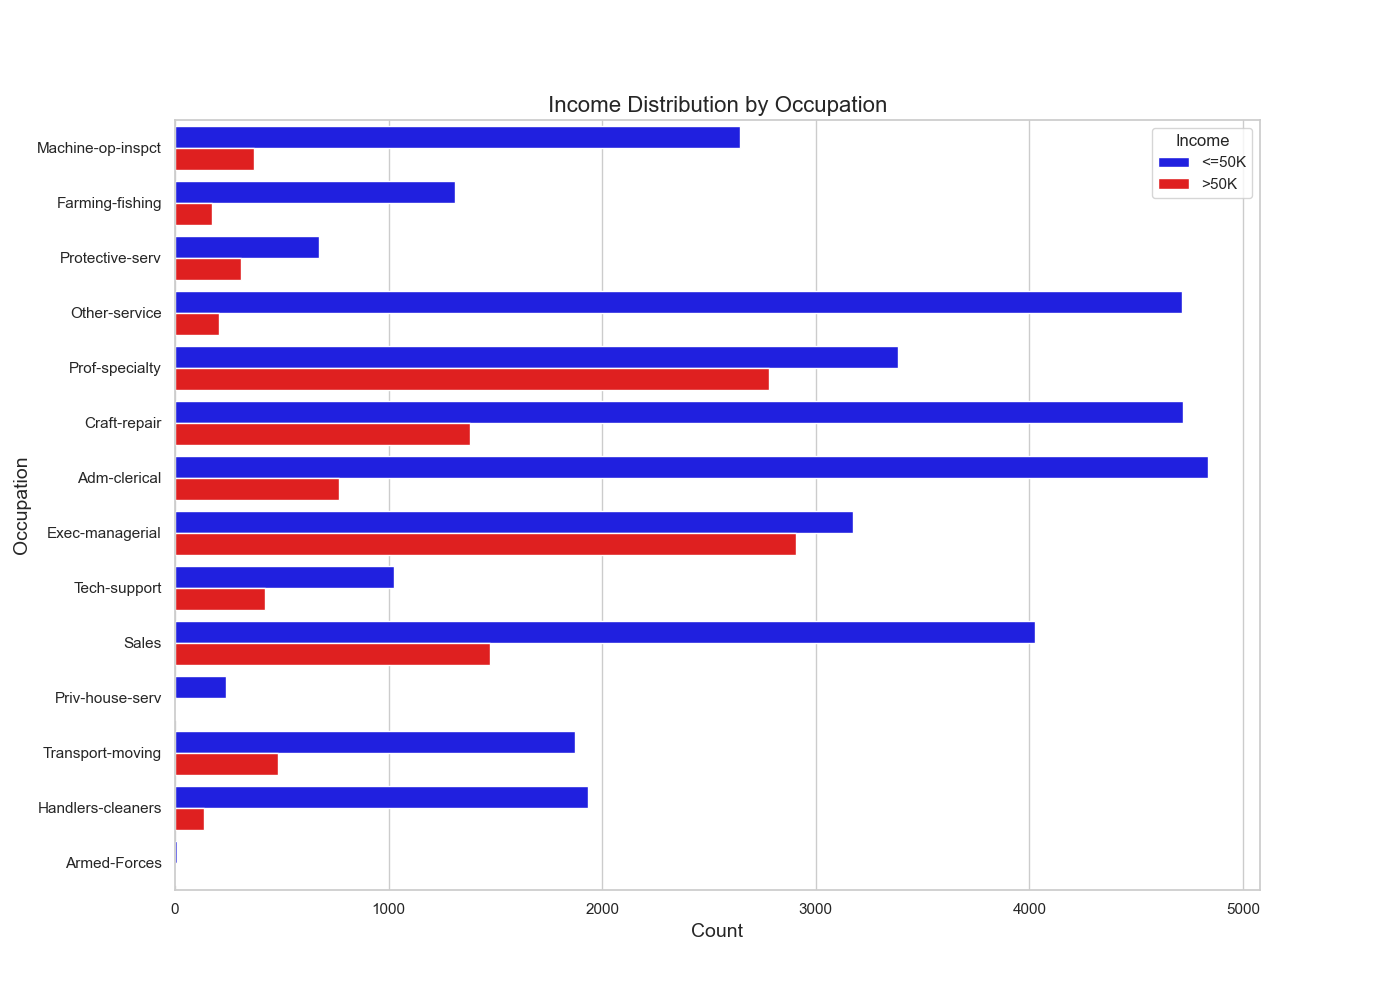 Income Distribution by Occupation
Income
<=50K
>50K
Occupation
Machine-op-inspct
Farming-fishing
Protective-serv
Other-service
Prof-specialty
Craft-repair
Adm-clerical
Exec-managerial
Tech-support
Sales
Priv-house-serv
Transport-moving
Handlers-cleaners
Armed-Forces
0 1000 2000 3000 4000 5000
Count